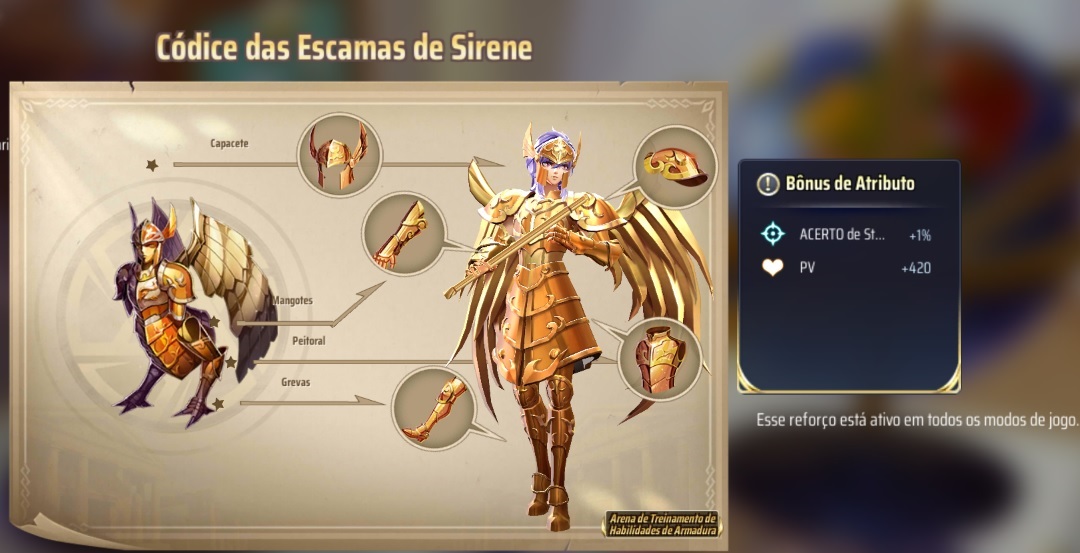 Códice das Escamas de Sirene
Capacete
Mangotes
Peitoral
Grevas
Arena de Treinamento de
Habilidades de Armadura
Bônus de Atributo
ACERTO de St... +1%
PV +420
Esse reforço está ativo em todos os modos de jogo.